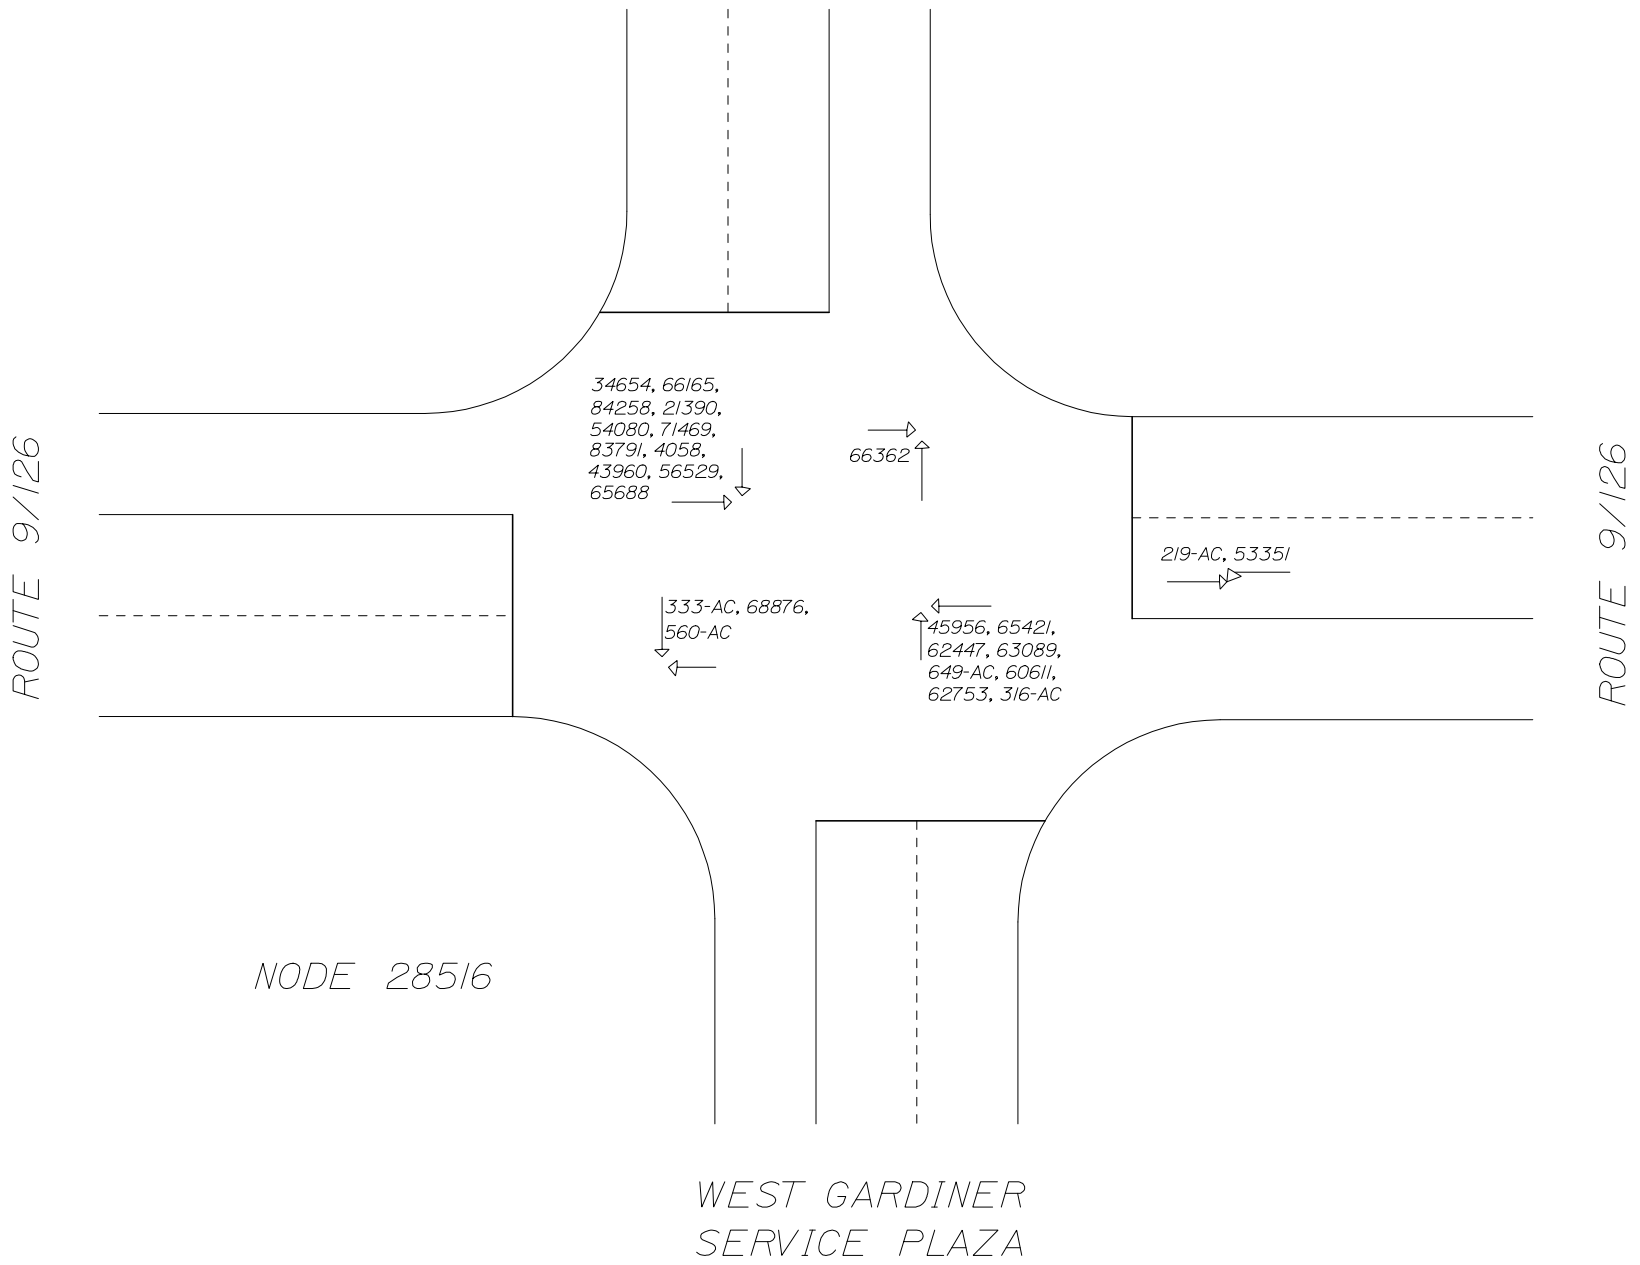 34654, 66165,
84258, 21390,
54080, 71469,
83791, 4058,
43960, 56529,
65688
66362
219-AC, 53351
333-AC, 68876,
560-AC
45956, 65421,
62447, 63089,
649-AC, 60611,
62753, 316-AC
ROUTE 9/126
ROUTE 9/126
NODE 28516
WEST GARDINER
SERVICE PLAZA